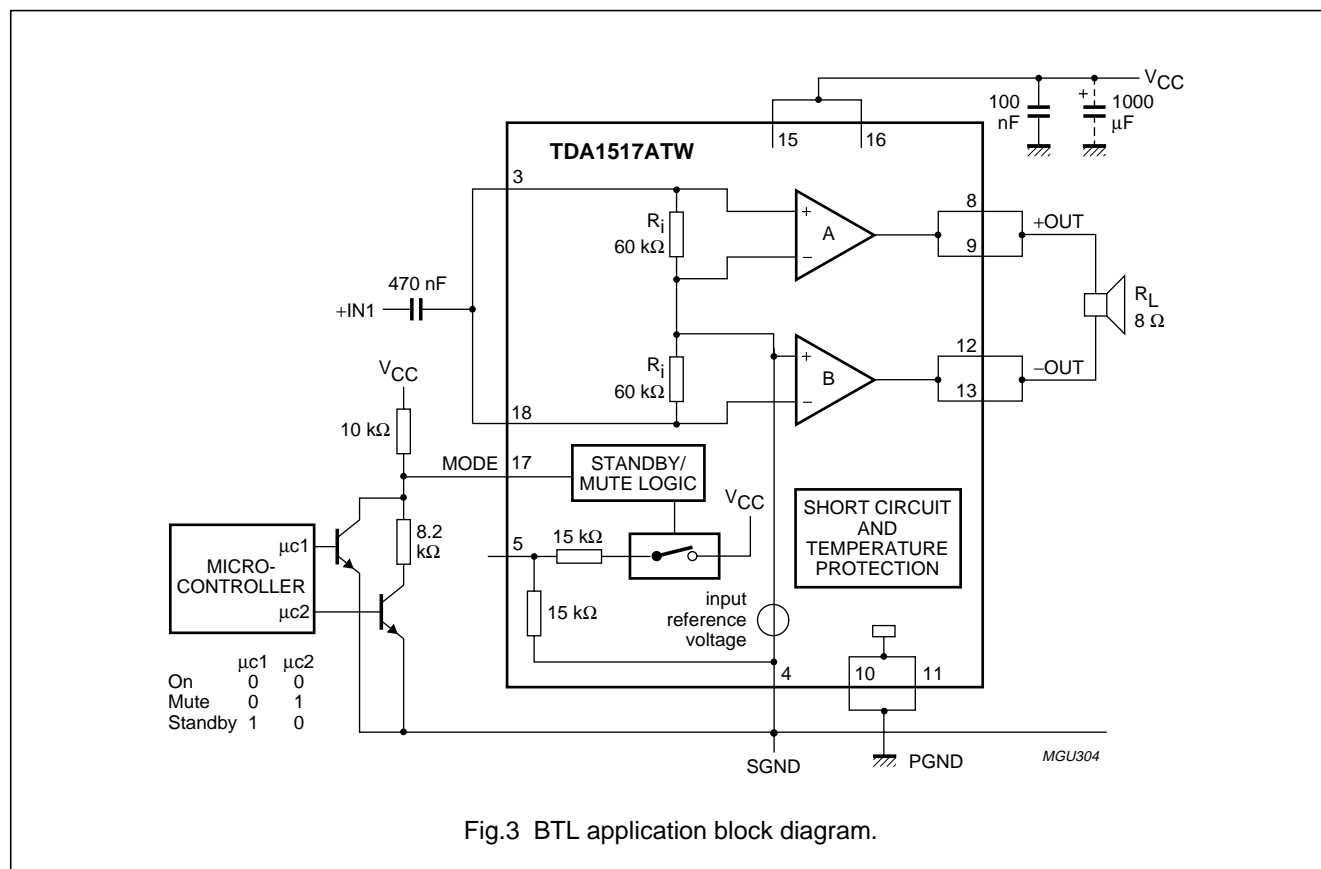 VCC
100
nF
+
1000
μF
15
16
TDA1517ATW
3
Ri
60 kΩ
+
A
−
8
9
+OUT
470 nF
+IN1
RL
8 Ω
Ri
60 kΩ
+
B
−
12
13
−OUT
VCC
18
10 kΩ
MODE
17
STANDBY/
MUTE LOGIC
VCC
SHORT CIRCUIT
AND
TEMPERATURE
PROTECTION
8.2
kΩ
5
15 kΩ
MICRO-
CONTROLLER
μc1
μc2
15 kΩ
input
reference
voltage
4
10
11
μc1 μc2
On 0 0
Mute 0 1
Standby 1 0
SGND
PGND
MGU304
Fig.3 BTL application block diagram.